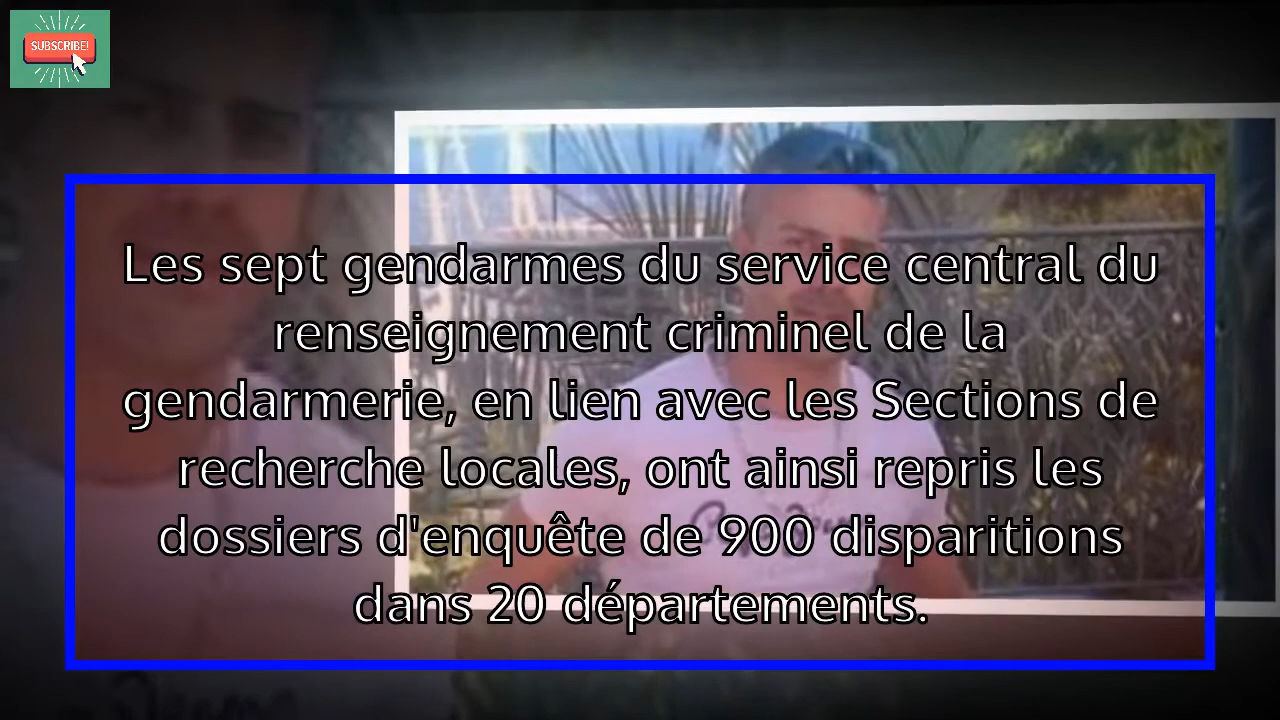 SUBSCRIBE!
Les sept gendarmes du service central du
renseignement criminel de la
gendarmerie, en lien avec les Sections de
recherche locales, ont ainsi repris les
dossiers d'enquête de 900 disparitions
dans 20 départements.